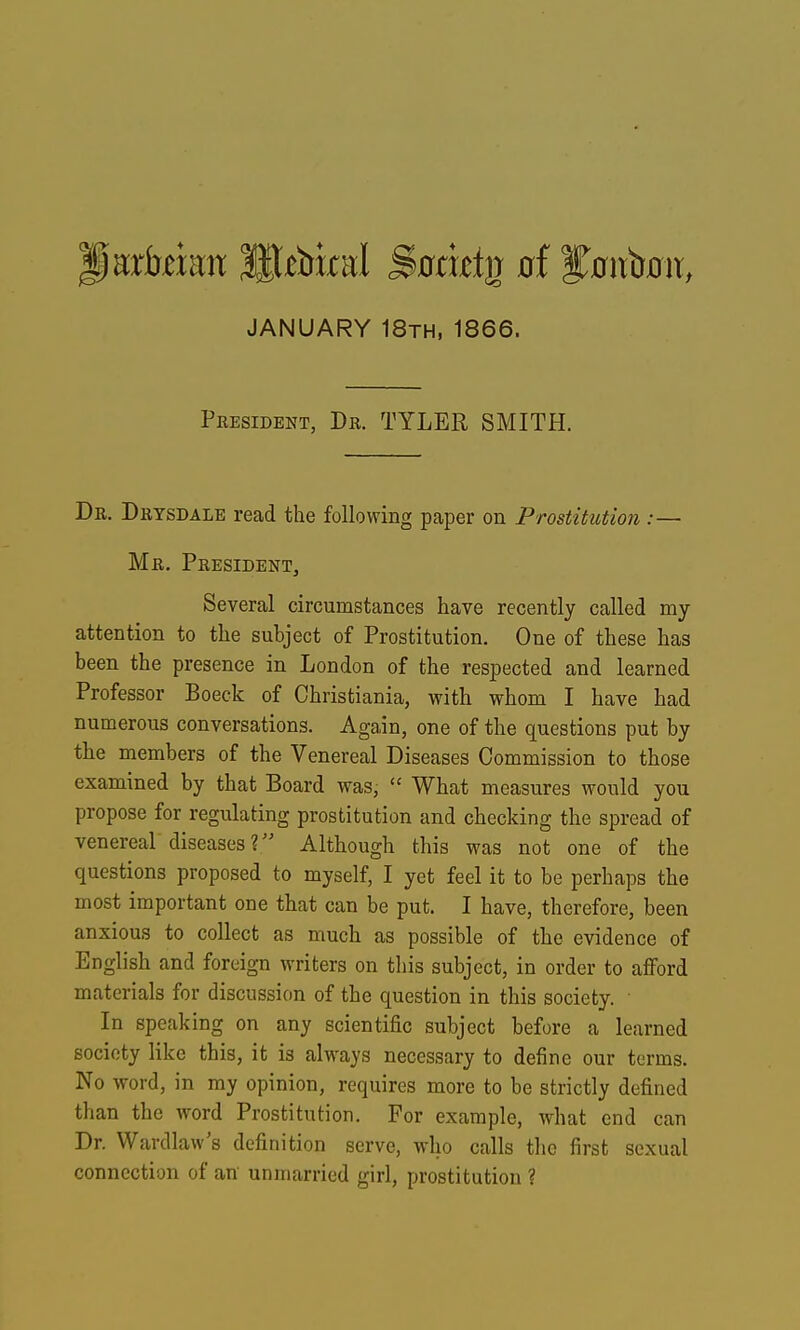 Harveian Medical Society of London,
JANUARY 18TH, 1866.
PRESIDENT, DR. TYLER SMITH.
DR. DRYSDALE read the following paper on Prostitution :—
MR. PRESIDENT,
Several circumstances have recently called my
attention to the subject of Prostitution. One of these has
been the presence in London of the respected and learned
Professor Boeck of Christiania, with whom I have had
numerous conversations. Again, one of the questions put by
the members of the Venereal Diseases Commission to those
examined by that Board was, “ What measures would you
propose for regulating prostitution and checking the spread of
venereal diseases?” Although this was not one of the
questions proposed to myself, I yet feel it to be perhaps the
most important one that can be put. I have, therefore, been
anxious to collect as much as possible of the evidence of
English and foreign writers on this subject, in order to afford
materials for discussion of the question in this society.
In speaking on any scientific subject before a learned
society like this, it is always necessary to define our terms.
No word, in my opinion, requires more to be strictly defined
than the word Prostitution. For example, what end can
Dr. Wardlaw's definition serve, who calls the first sexual
connection of an unmarried girl, prostitution ?